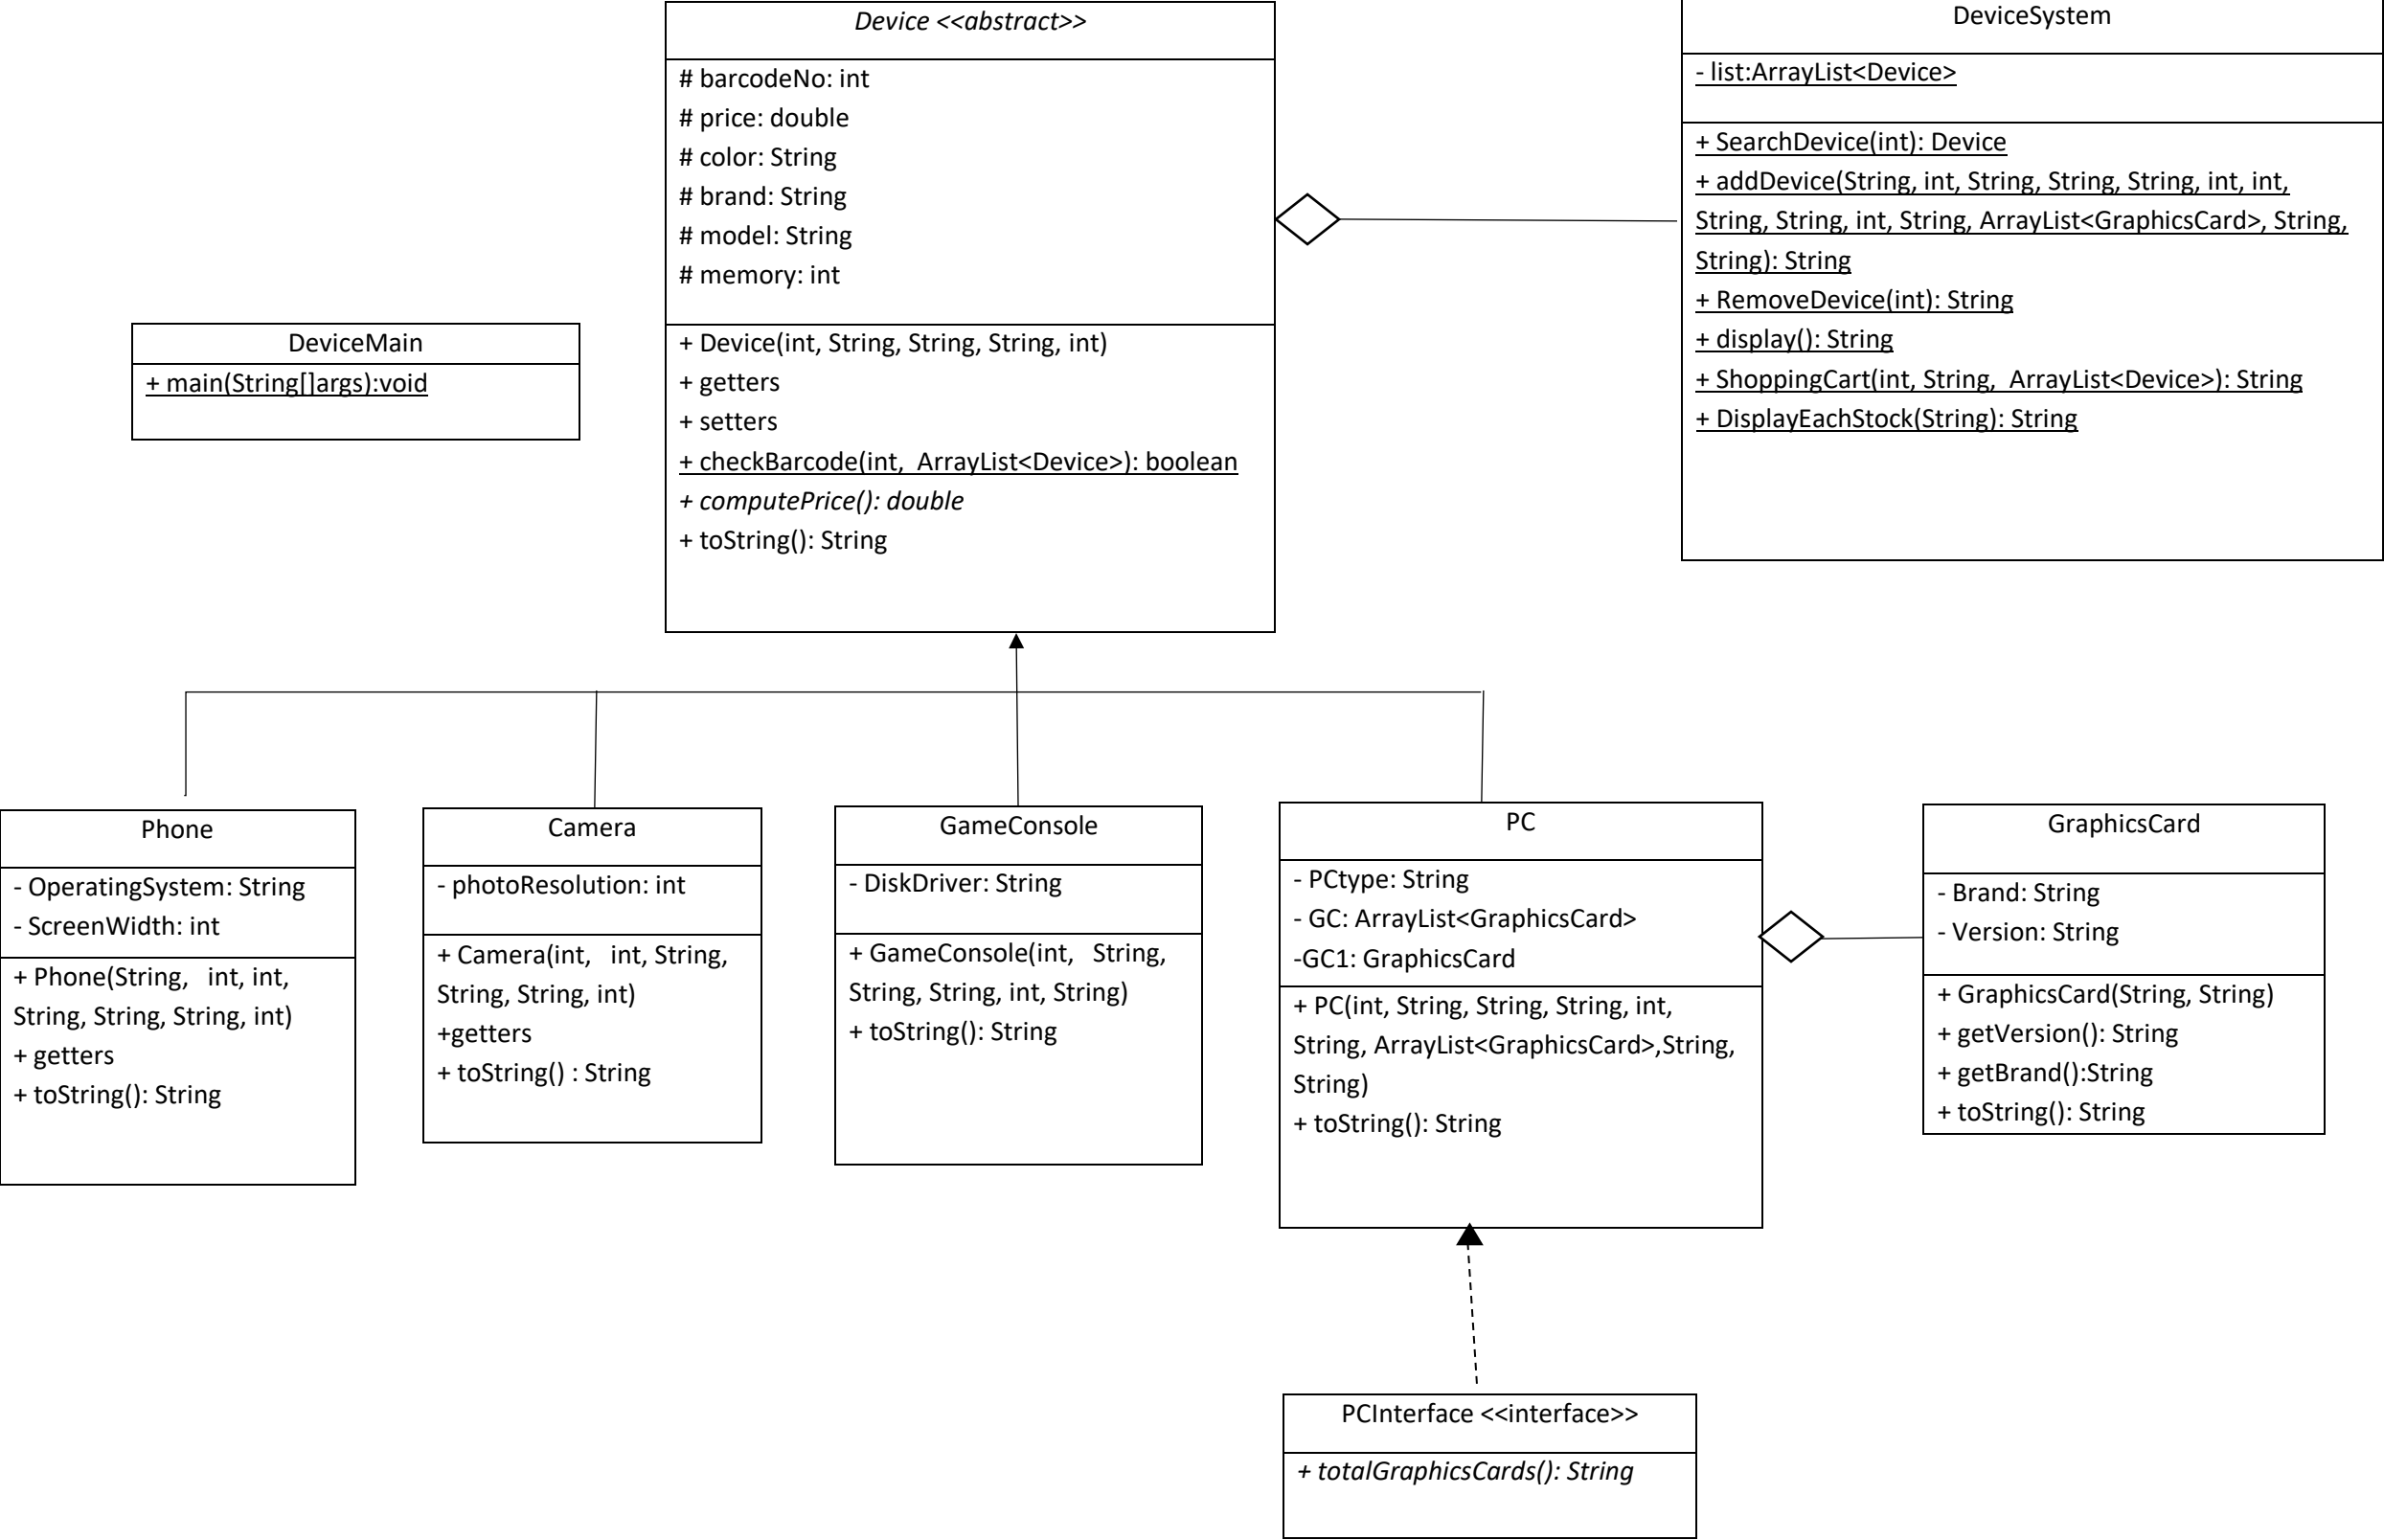 Device <<abstract>>
# barcodeNo: int
# price: double
# color: String
# brand: String
# model: String
# memory: int
+ Device(int, String, String, String, int)
+ getters
+ setters
+ checkBarcode(int,  ArrayList<Device>): boolean
+ computePrice(): double
+ toString(): String
DeviceSystem
- list:ArrayList<Device>
+ SearchDevice(int): Device
+ addDevice(String, int, String, String, String, int, int,
String, String, int, String, ArrayList<GraphicsCard>, String,
String): String
+ RemoveDevice(int): String
+ display(): String
+ ShoppingCart(int, String,  ArrayList<Device>): String
+ DisplayEachStock(String): String
DeviceMain
+ main(String[]args):void
Phone
- OperatingSystem: String
- ScreenWidth: int
+ Phone(String,   int, int,
String, String, String, int)
+ getters
+ toString(): String
Camera
- photoResolution: int
+ Camera(int,   int, String,
String, String, int)
+getters
+ toString() : String
GameConsole
- DiskDriver: String
+ GameConsole(int,   String,
String, String, int, String)
+ toString(): String
PC
- PCtype: String
- GC: ArrayList<GraphicsCard>
-GC1: GraphicsCard
+ PC(int, String, String, String, int,
String, ArrayList<GraphicsCard>,String,
String)
+ toString(): String
GraphicsCard
- Brand: String
- Version: String
+ GraphicsCard(String, String)
+ getVersion(): String
+ getBrand():String
+ toString(): String
PCInterface <<interface>>
+ totalGraphicsCards(): String